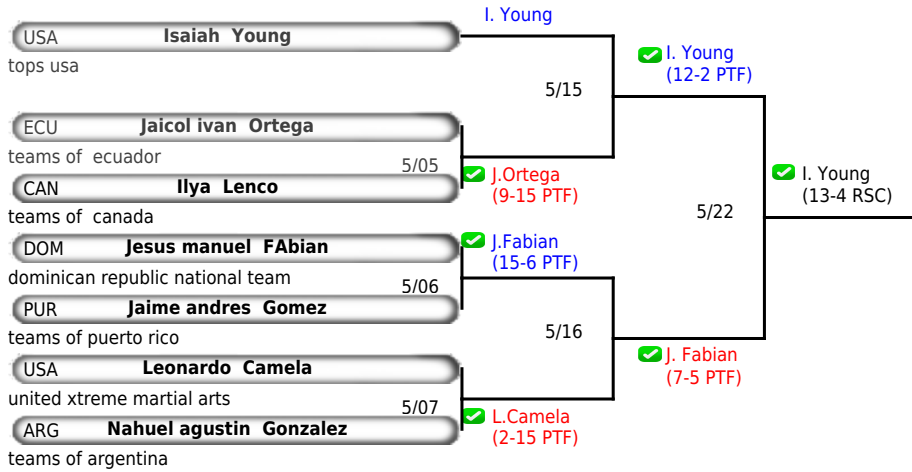 I. Young
USA Isaiah Young
tops usa
I. Young
(12-2 PTF)
5/15
ECU Jaicol ivan Ortega
teams of ecuador
5/05
J.Ortega
(9-15 PTF)
CAN Ilya Lenco
teams of canada
I. Young
(13-4 RSC)
5/22
DOM Jesus manuel FAbian
J.Fabian
(15-6 PTF)
dominican republic national team
5/06
PUR Jaime andres Gomez
teams of puerto rico
5/16
J. Fabian
(7-5 PTF)
USA Leonardo Camela
united xtreme martial arts
5/07
L.Camela
(2-15 PTF)
ARG Nahuel agustin Gonzalez
teams of argentina